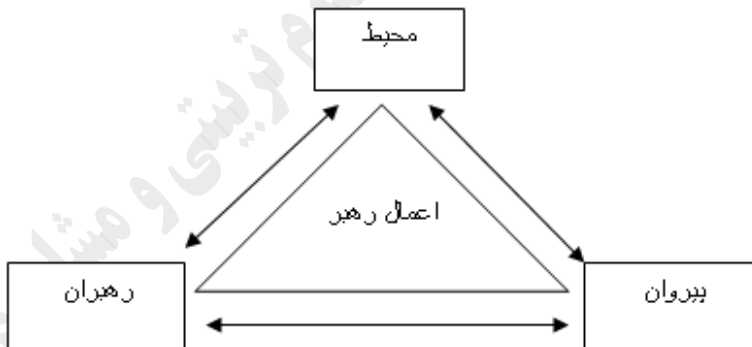 محیط
اعمال رهبر
رهبران
پیروان